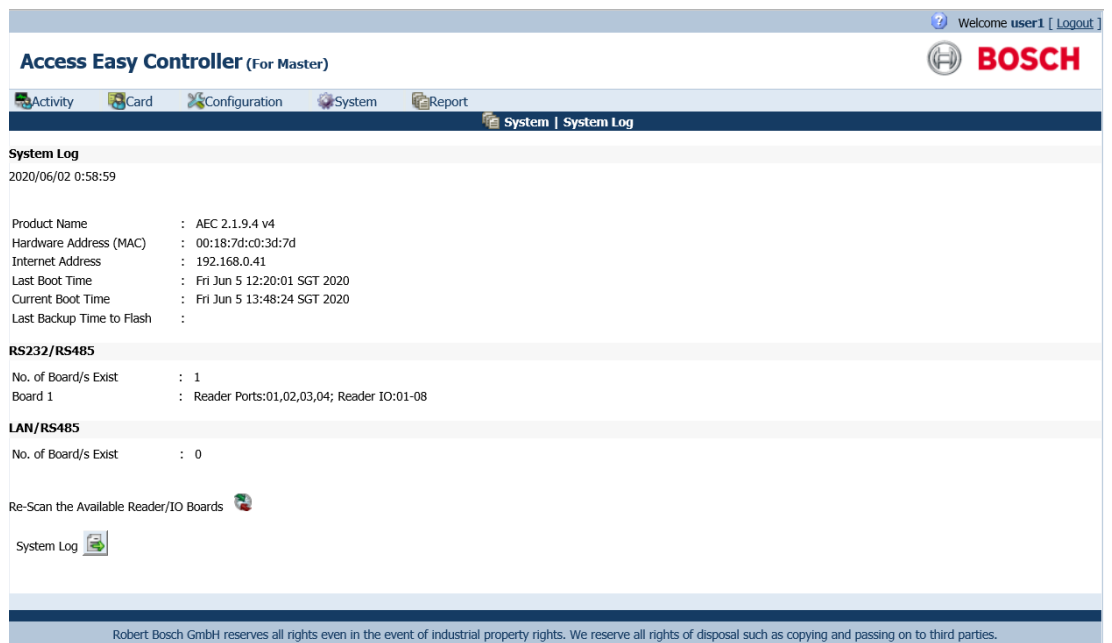 Welcome user1 [ Logout ]
Access Easy Controller (For Master)
BOSCH
Activity Card Configuration System Report
System | System Log
System Log
2020/06/02 0:58:59
Product Name : AEC 2.1.9.4 v4
Hardware Address (MAC) : 00:18:7d:c0:3d:7d
Internet Address : 192.168.0.41
Last Boot Time : Fri Jun 5 12:20:01 SGT 2020
Current Boot Time : Fri Jun 5 13:48:24 SGT 2020
Last Backup Time to Flash :
RS232/RS485
No. of Board/s Exist : 1
Board 1 : Reader Ports:01,02,03,04; Reader IO:01-08
LAN/RS485
No. of Board/s Exist : 0
Re-Scan the Available Reader/IO Boards
System Log
Robert Bosch GmbH reserves all rights even in the event of industrial property rights. We reserve all rights of disposal such as copying and passing on to third parties.